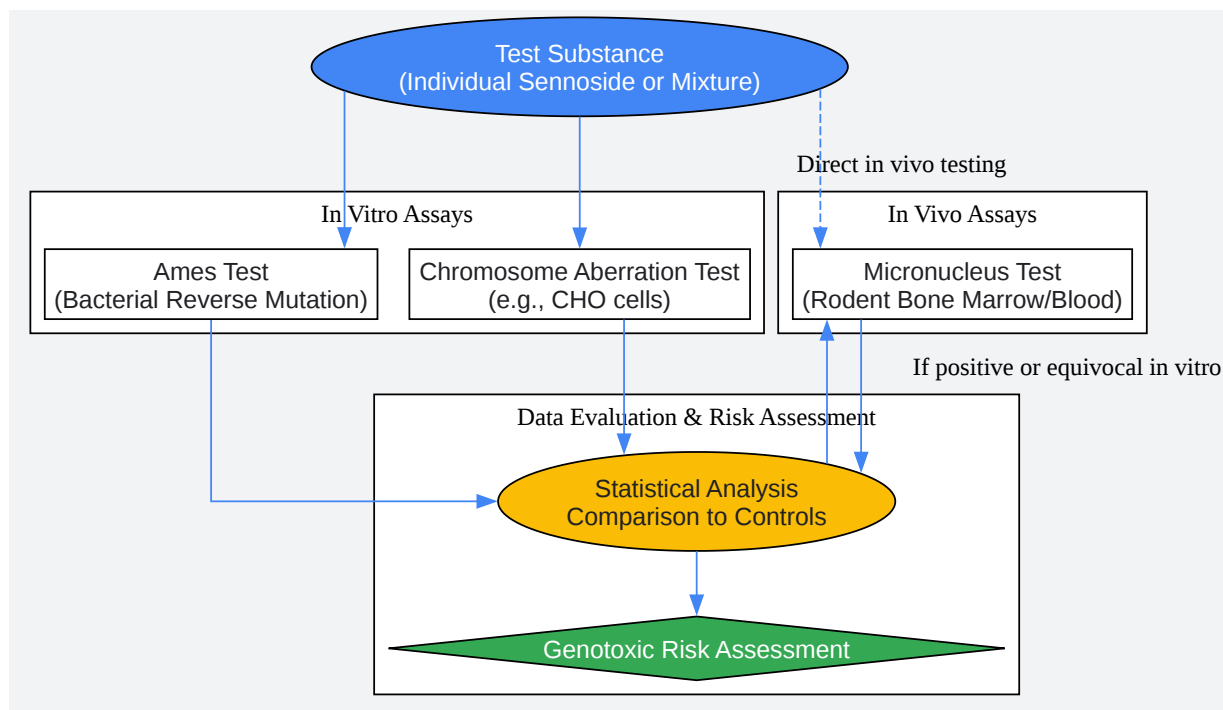 Test Substance
(Individual Sennoside or Mixture)
Direct in vivo testing
In Vitro Assays
In Vivo Assays
Ames Test
(Bacterial Reverse Mutation)
Chromosome Aberration Test
(e.g., CHO cells)
Micronucleus Test
(Rodent Bone Marrow/Blood)
If positive or equivocal in vitro
Data Evaluation & Risk Assessment
Statistical Analysis
Comparison to Controls
Genotoxic Risk Assessment